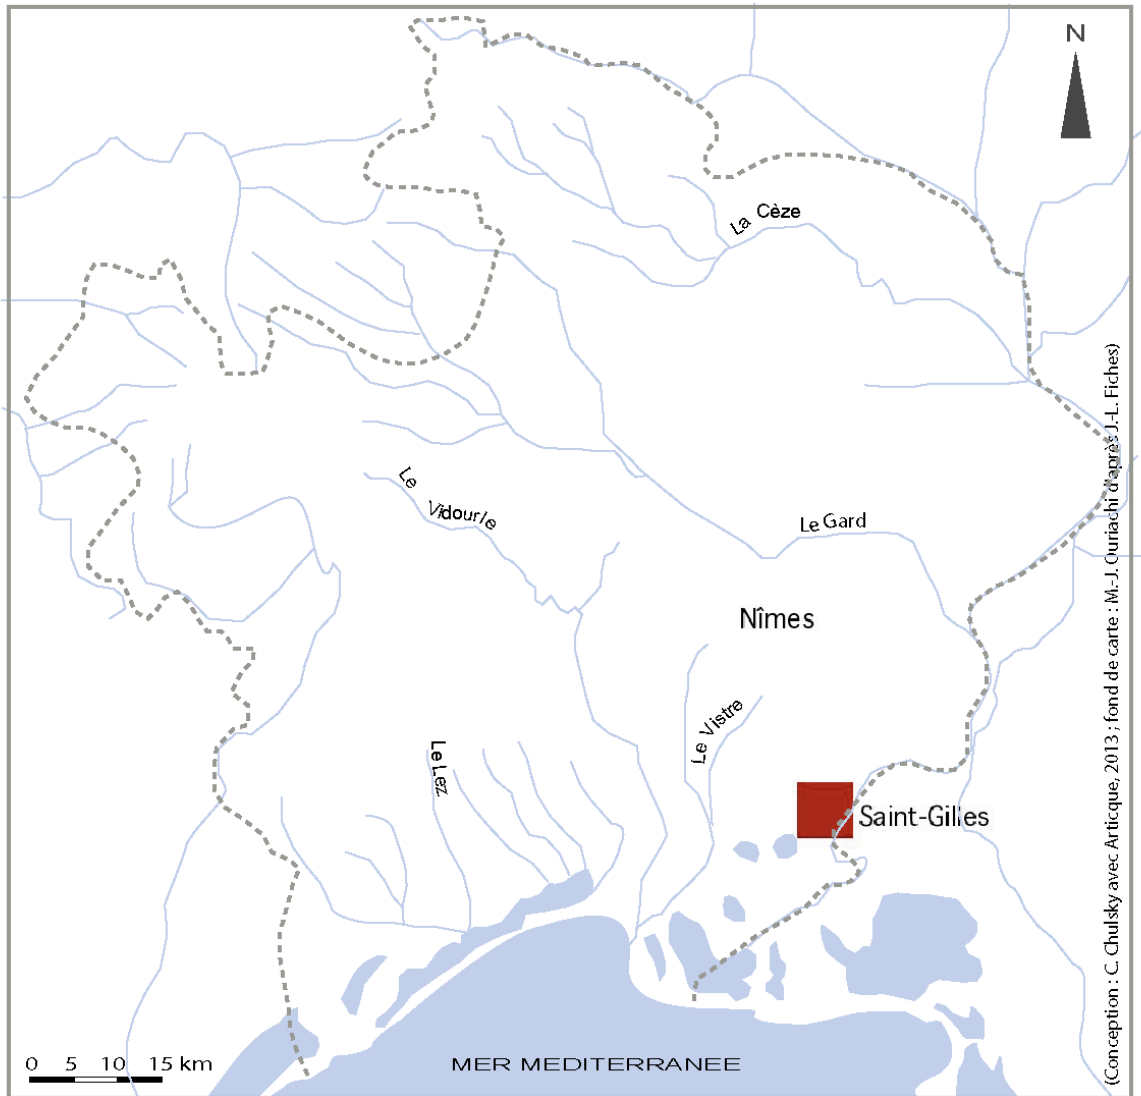 N
La Cèze
Le Vidourle
Le Gard
Nîmes
Le Vistre
Le Lez
Saint-Gilles
0 5 10 15 km
MER MEDITERRANEE
(Conception : C. Chulsky avec Articque, 2013 ; fond de carte : M.-J. Ouriachi d'après J.-L. Fiches)